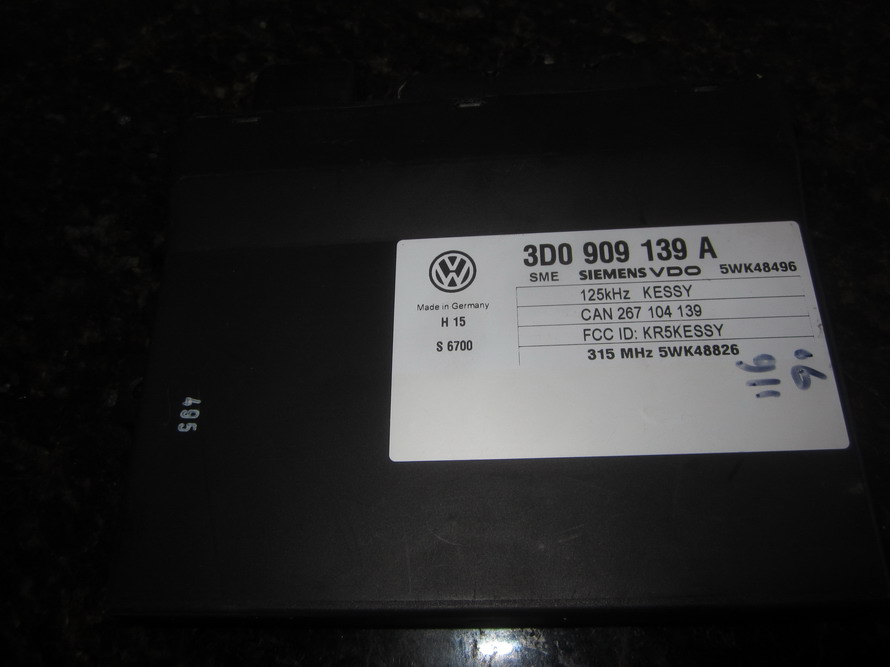 3D0 909 139 A
SME SIEMENS VDO 5WK48496
Made in Germany
H 15
S 6700
125kHz KESSY
CAN 267 104 139
FCC ID: KR5KESSY
315 MHz 5WK48826
495